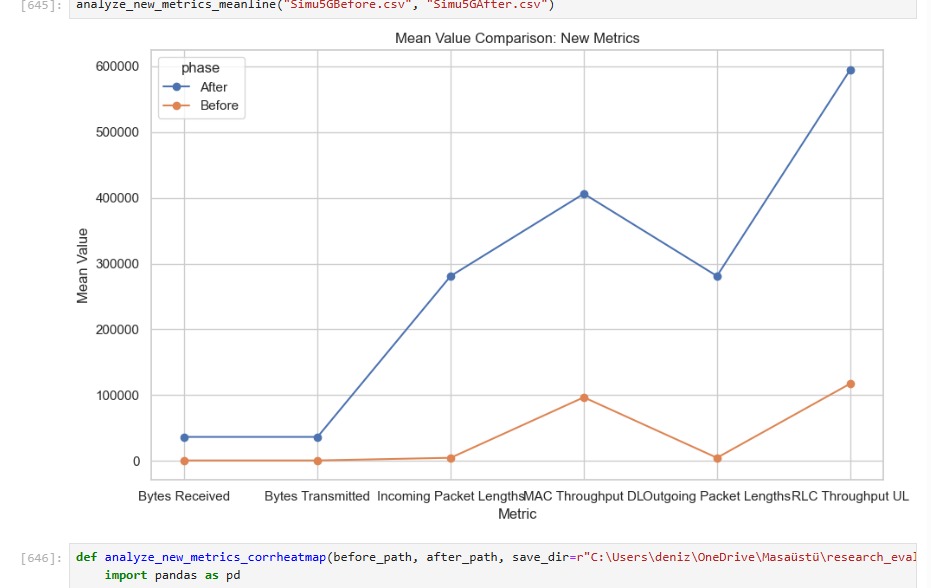 [645]: analyze_new_metrics_meanline("Simu5GBefore.csv", "Simu5GAfter.csv")
Mean Value Comparison: New Metrics
phase
After
Before
600000
500000
400000
300000
200000
100000
0
Mean Value
Bytes Received Bytes Transmitted Incoming Packet Lengths MAC Throughput DL Outgoing Packet Lengths RLC Throughput UL
Metric
[646]: def analyze_new_metrics_corrheatmap(before_path, after_path, save_dir=r"C:\Users\deniz\OneDrive\Masaüstü\research_eval
import pandas as pd